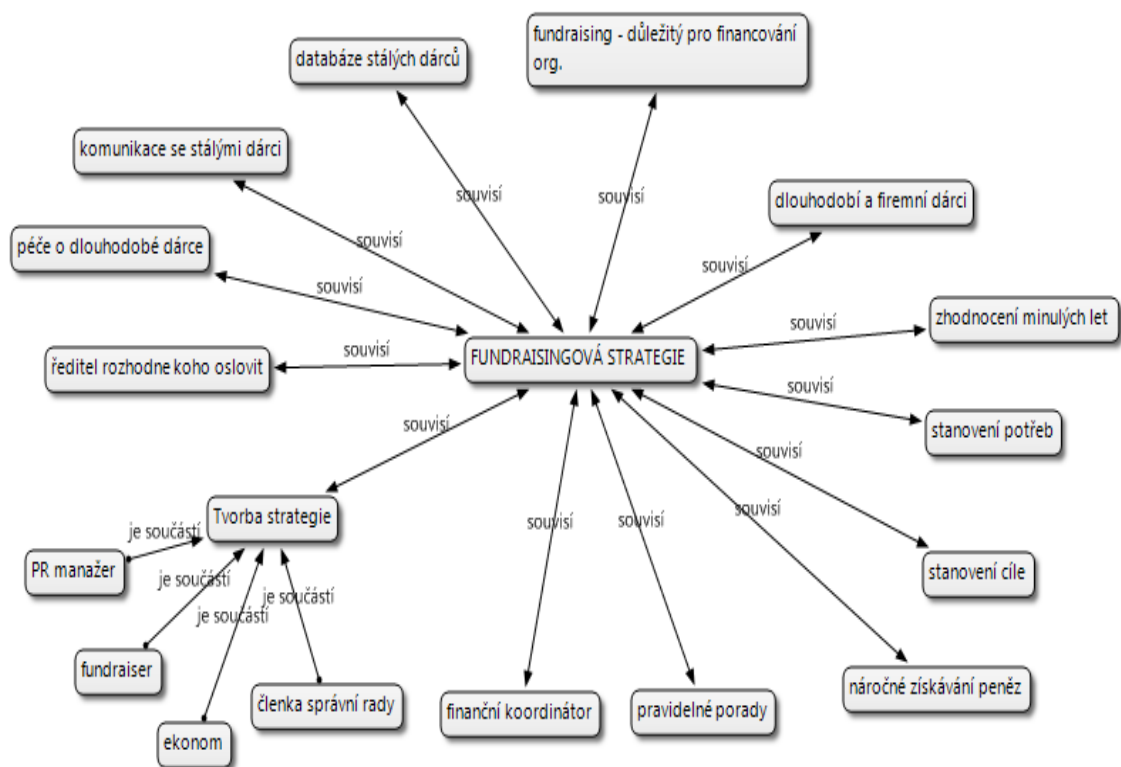 fundraising - důležitý pro financování
org.
databáze stálých dárců
komunikace se stálými dárci
souvisí
souvisí
dlouhodobí a firemní dárci
péče o dlouhodobé dárce
souvisí
souvisí
souvisí
zhodnocení minulých let
souvisí
ředitel rozhodne koho oslovit
souvisí
FUNDRAISINGOVÁ STRATEGIE
souvisí
stanovení potřeb
souvisí
souvisí
Tvorba strategie
souvisí
souvisí
souvisí
je součástí
PR manažer
je součástí
je součástí
je součástí
stanovení cíle
fundraiser
náročné získávání peněz
členka správní rady
finanční koordinátor
pravidelné porady
ekonom